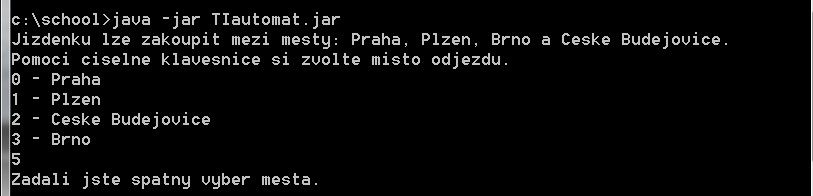 c:\school>java -jar TIautomat.jar
Jizdenku lze zakoupit mezi mesty: Praha, Plzen, Brno a Ceske Budejovice.
Pomoci ciselne klavesnice si zvolte misto odjezdu.
0 - Praha
1 - Plzen
2 - Ceske Budejovice
3 - Brno
5
Zadali jste spatny vyber mesta.